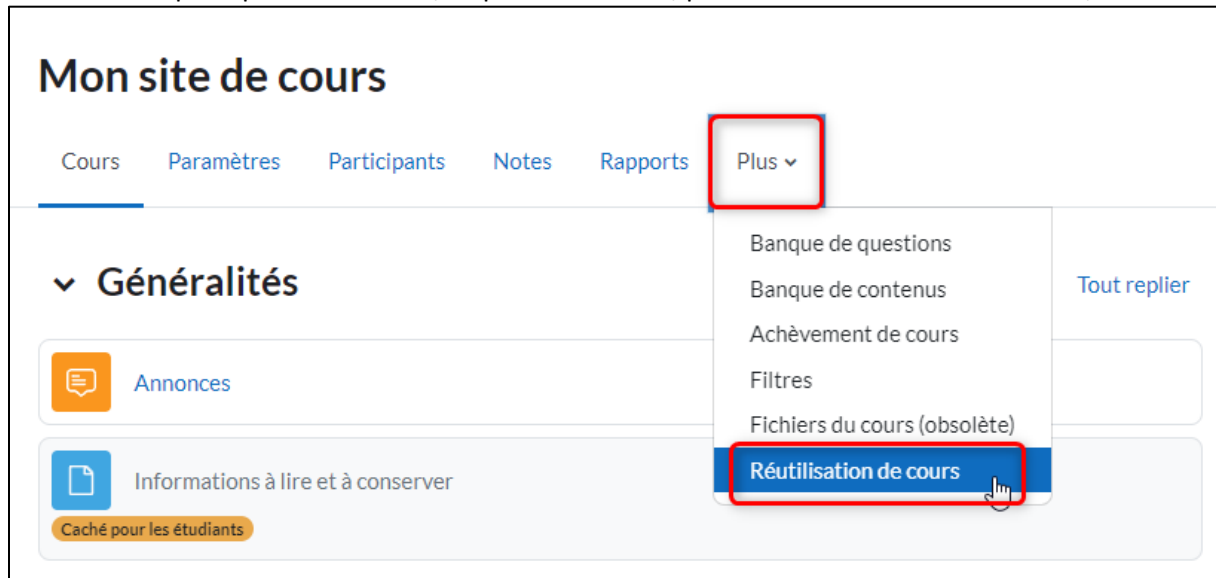 Mon site de cours
Cours Paramètres Participants Notes Rapports Plus
Banque de questions
Généralités
Banque de contenus
Tout replier
Achèvement de cours
Annonces
Filtres
Fichiers du cours (obsolète)
Réutilisation de cours
Informations à lire et à conserver
Caché pour les étudiants